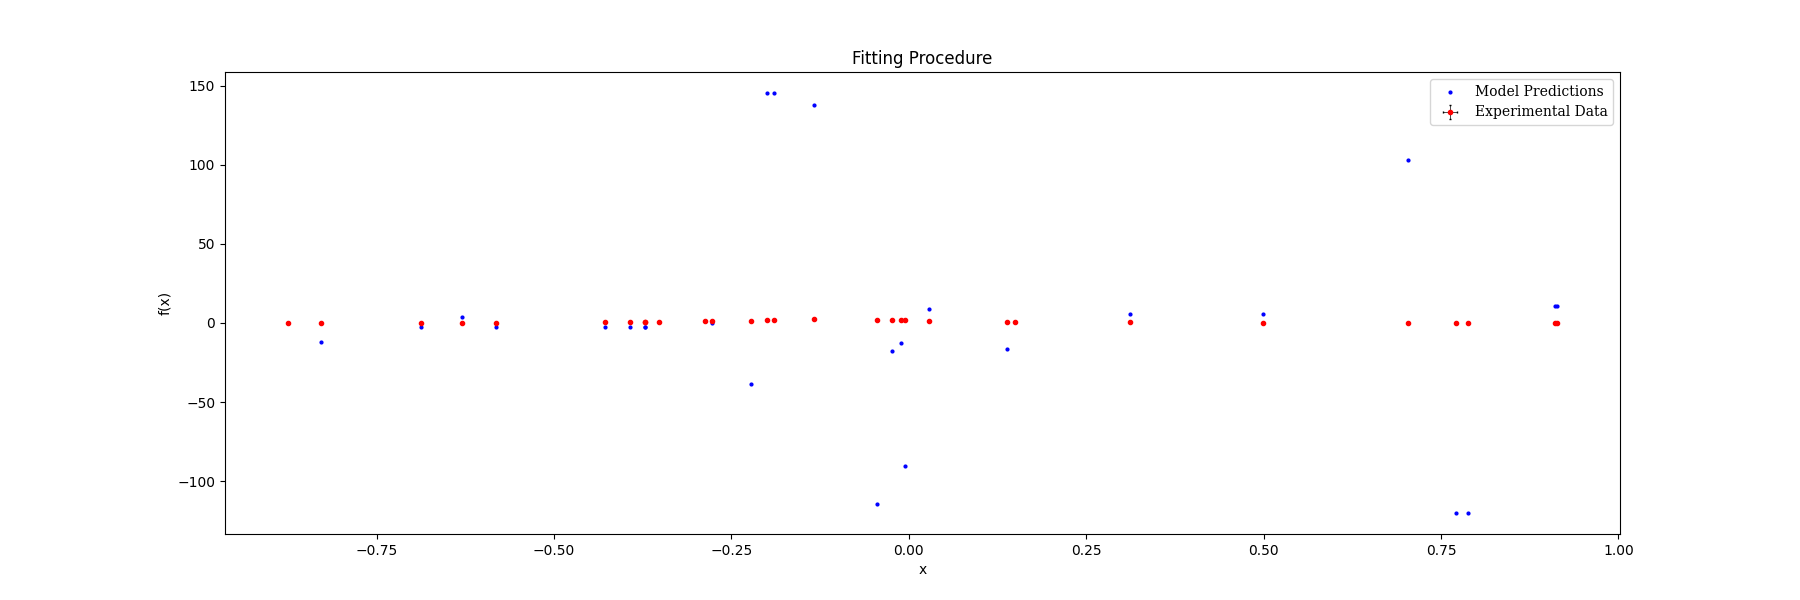 Fitting Procedure
Model Predictions
Experimental Data
150
100
50
0
−50
−100
f(x)
−0.75
−0.50
−0.25
0.00
0.25
0.50
0.75
1.00
x